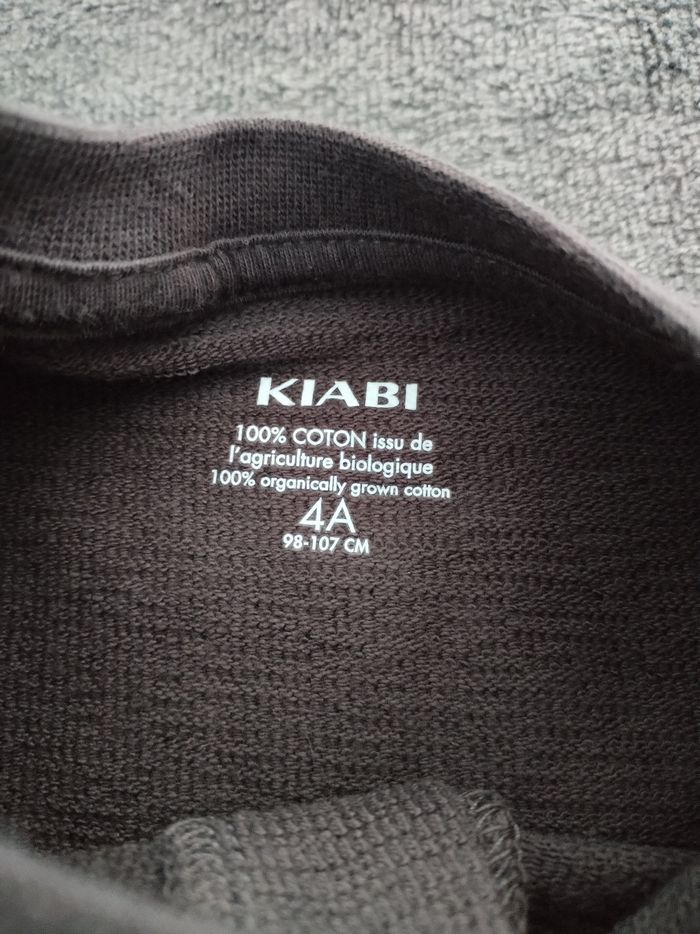 KIABI
100% COTON issu de
l'agriculture biologique
100% organically grown cotton
4A
98-107 CM